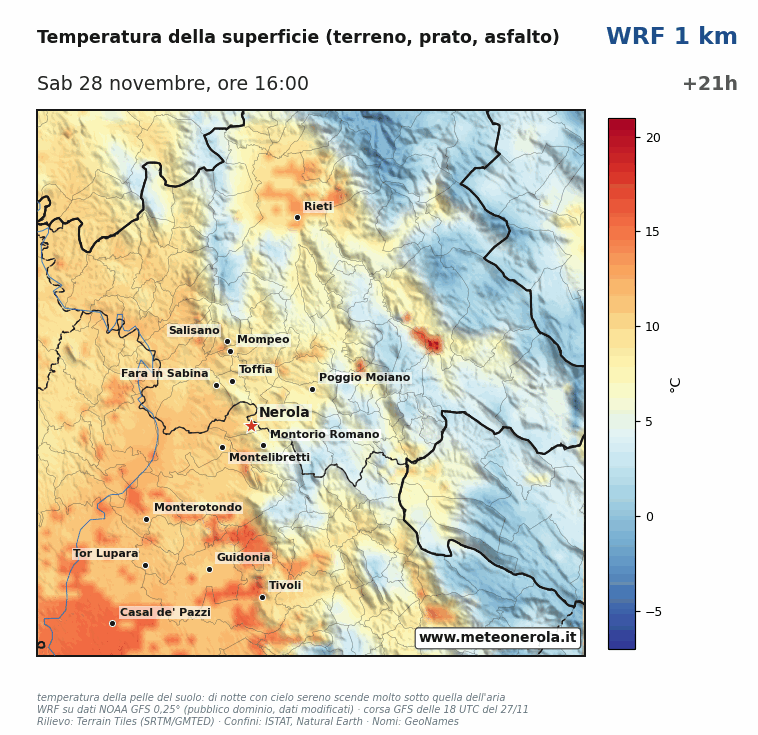 Temperatura della superficie (terreno, prato, asfalto)
WRF 1 km
Sab 28 novembre, ore 16:00
+21h
Rieti
Salisano
Mompeo
Toffia
Fara in Sabina
Poggio Moiano
Nerola
Montorio Romano
Montelibretti
Monterotondo
Tor Lupara
Guidonia
Tivoli
Casal de' Pazzi
www.meteonerola.it
20
15
10
5
0
−5
°C
temperatura della pelle del suolo: di notte con cielo sereno scende molto sotto quella dell'aria
WRF su dati NOAA GFS 0,25° (pubblico dominio, dati modificati) · corsa GFS delle 18 UTC del 27/11
Rilievo: Terrain Tiles (SRTM/GMTED) · Confini: ISTAT, Natural Earth · Nomi: GeoNames